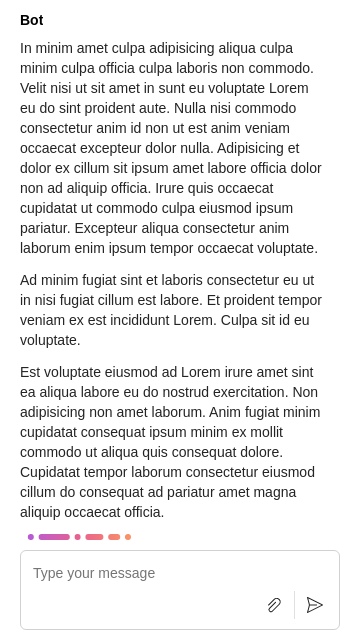 Bot
In minim amet culpa adipisicing aliqua culpa
minim culpa officia culpa laboris non commodo.
Velit nisi ut sit amet in sunt eu voluptate Lorem
eu do sint proident aute. Nulla nisi commodo
consectetur anim id non ut est anim veniam
occaecat excepteur dolor nulla. Adipisicing et
dolor ex cillum sit ipsum amet labore officia dolor
non ad aliquip officia. Irure quis occaecat
cupidatat ut commodo culpa eiusmod ipsum
pariatur. Excepteur aliqua consectetur anim
laborum enim ipsum tempor occaecat voluptate.
Ad minim fugiat sint et laboris consectetur eu ut
in nisi fugiat cillum est labore. Et proident tempor
veniam ex est incididunt Lorem. Culpa sit id eu
voluptate.
Est voluptate eiusmod ad Lorem irure amet sint
ea aliqua labore eu do nostrud exercitation. Non
adipisicing non amet laborum. Anim fugiat minim
cupidatat consequat ipsum minim ex mollit
commodo ut aliqua quis consequat dolore.
Cupidatat tempor laborum consectetur eiusmod
cillum do consequat ad pariatur amet magna
aliquip occaecat officia.
Type your message